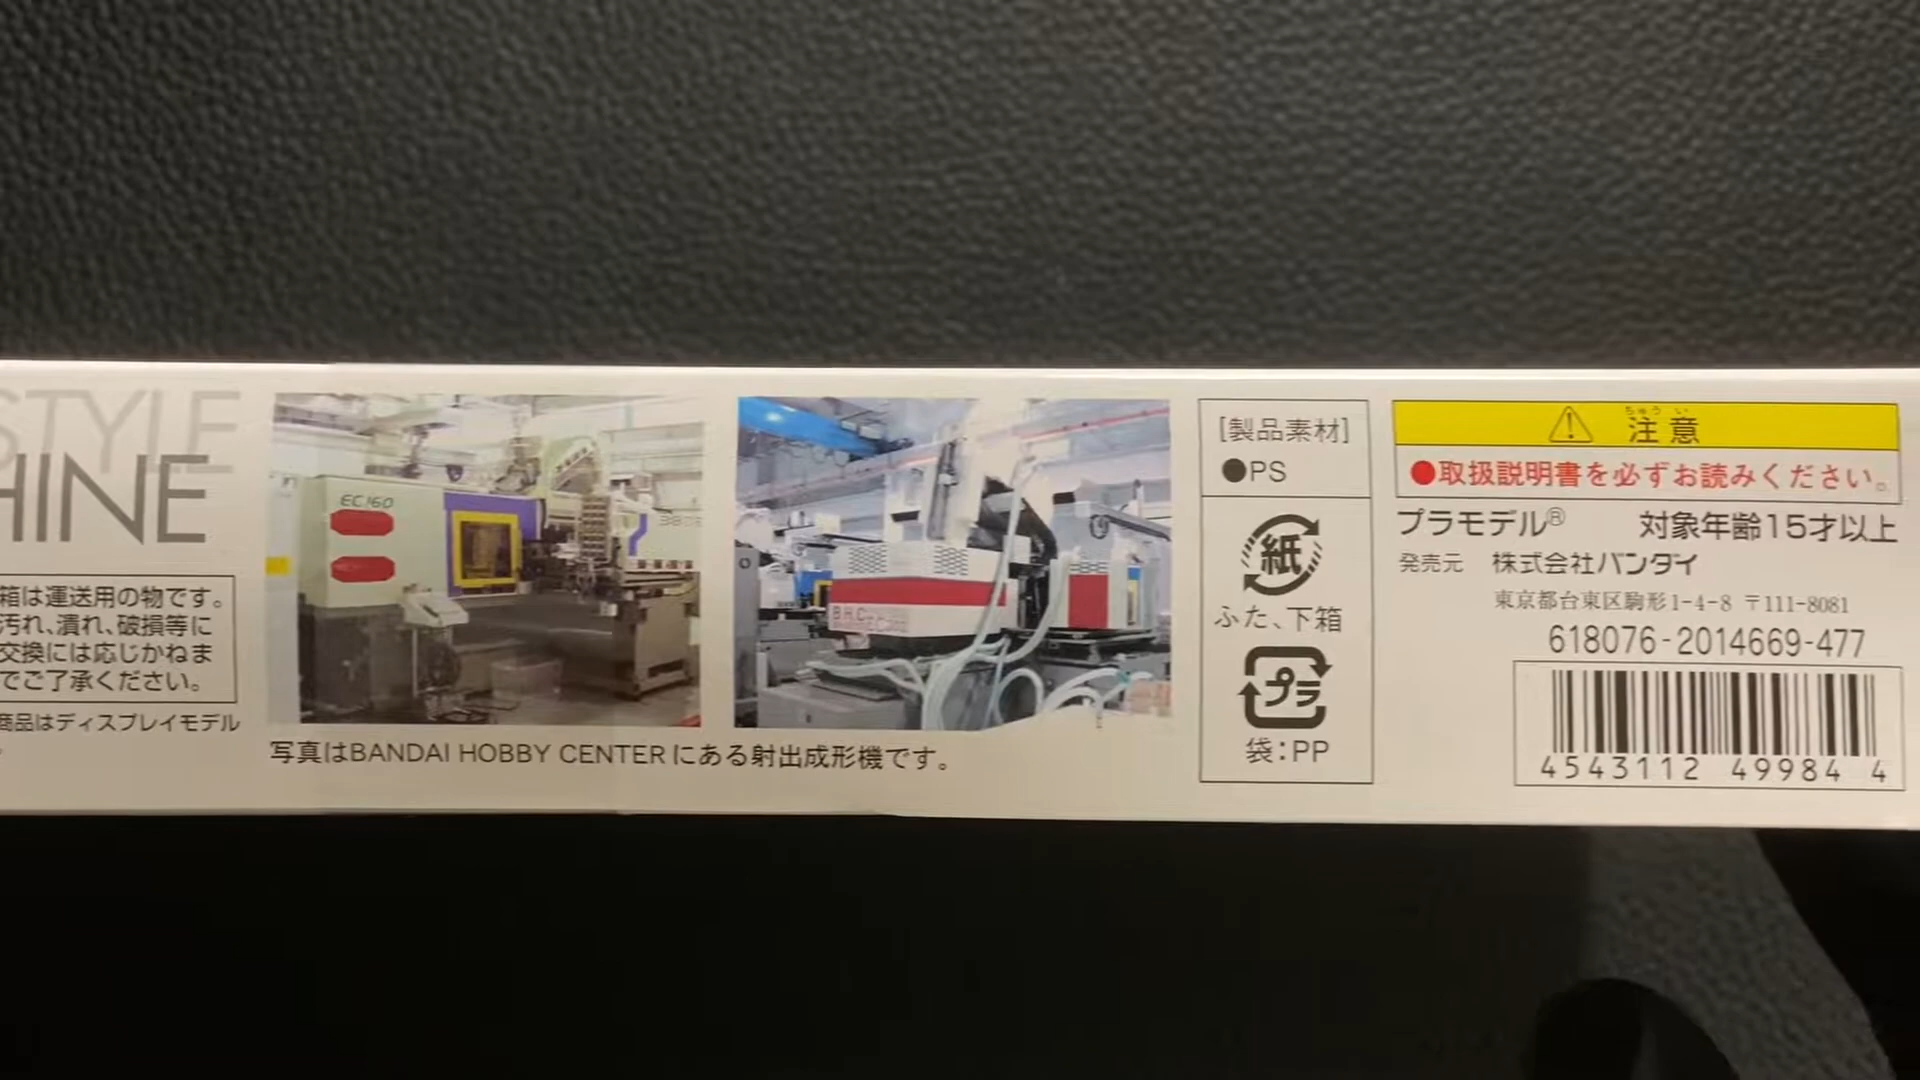 STYLE
HINE
箱は運送用の物です。
汚れ、潰れ、破損等に
交換には応じかねま
でご了承ください。
商品はディスプレイモデル
EC160
B.H.C
写真はBANDAI HOBBY CENTERにある射出成形機です。
[製品素材]
●PS
紙
ふた、下箱
プラ
袋：PP
ちゅう い
注意
●取扱説明書を必ずお読みください。
プラモデル® 対象年齢15才以上
発売元 株式会社バンダイ
東京都台東区駒形1-4-8 〒111-8081
618076-2014669-477
4543112 49984 4